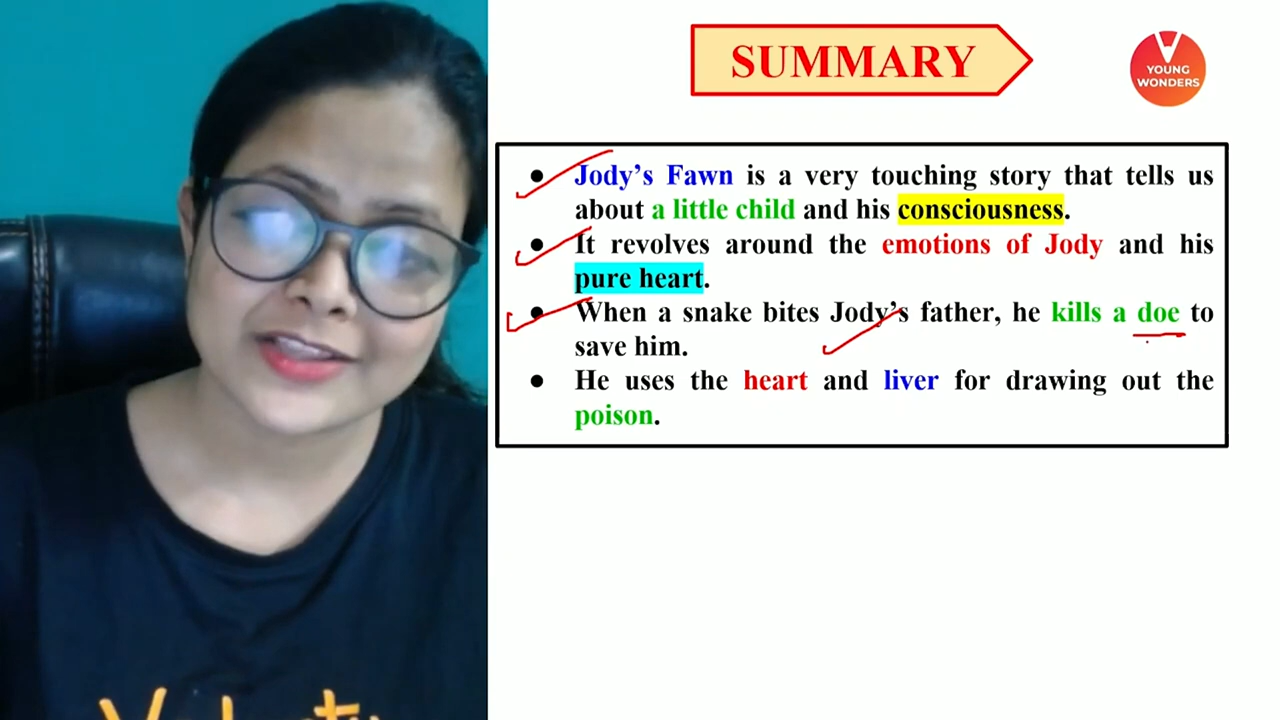 SUMMARY
YOUNG
WONDERS
● Jody's Fawn is a very touching story that tells us
about a little child and his consciousness.
● It revolves around the emotions of Jody and his
pure heart.
● When a snake bites Jody's father, he kills a doe to
save him.
● He uses the heart and liver for drawing out the
poison.